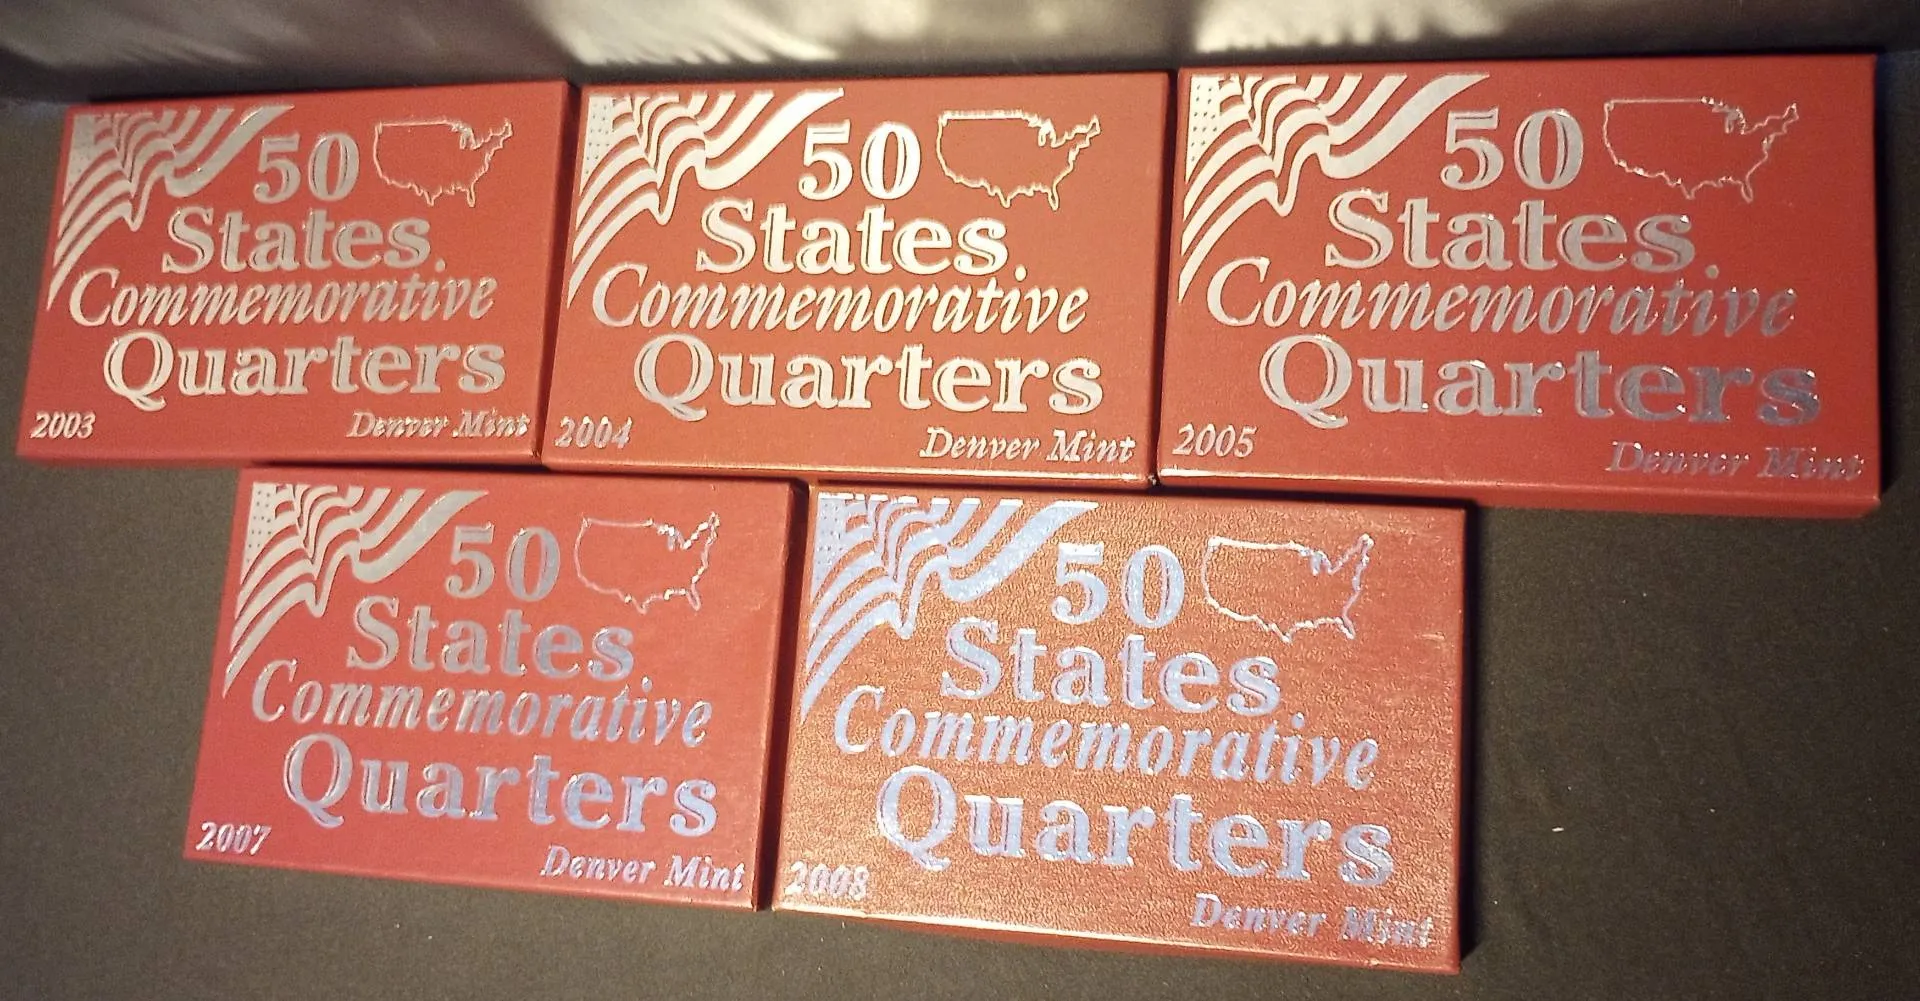 50
States
Commemorative
Quarters
2003 Denver Mint
50
States
Commemorative
Quarters
2004 Denver Mint
50
States
Commemorative
Quarters
2005 Denver Mint
50
States
Commemorative
Quarters
2007 Denver Mint
50
States
Commemorative
Quarters
2008 Denver Mint